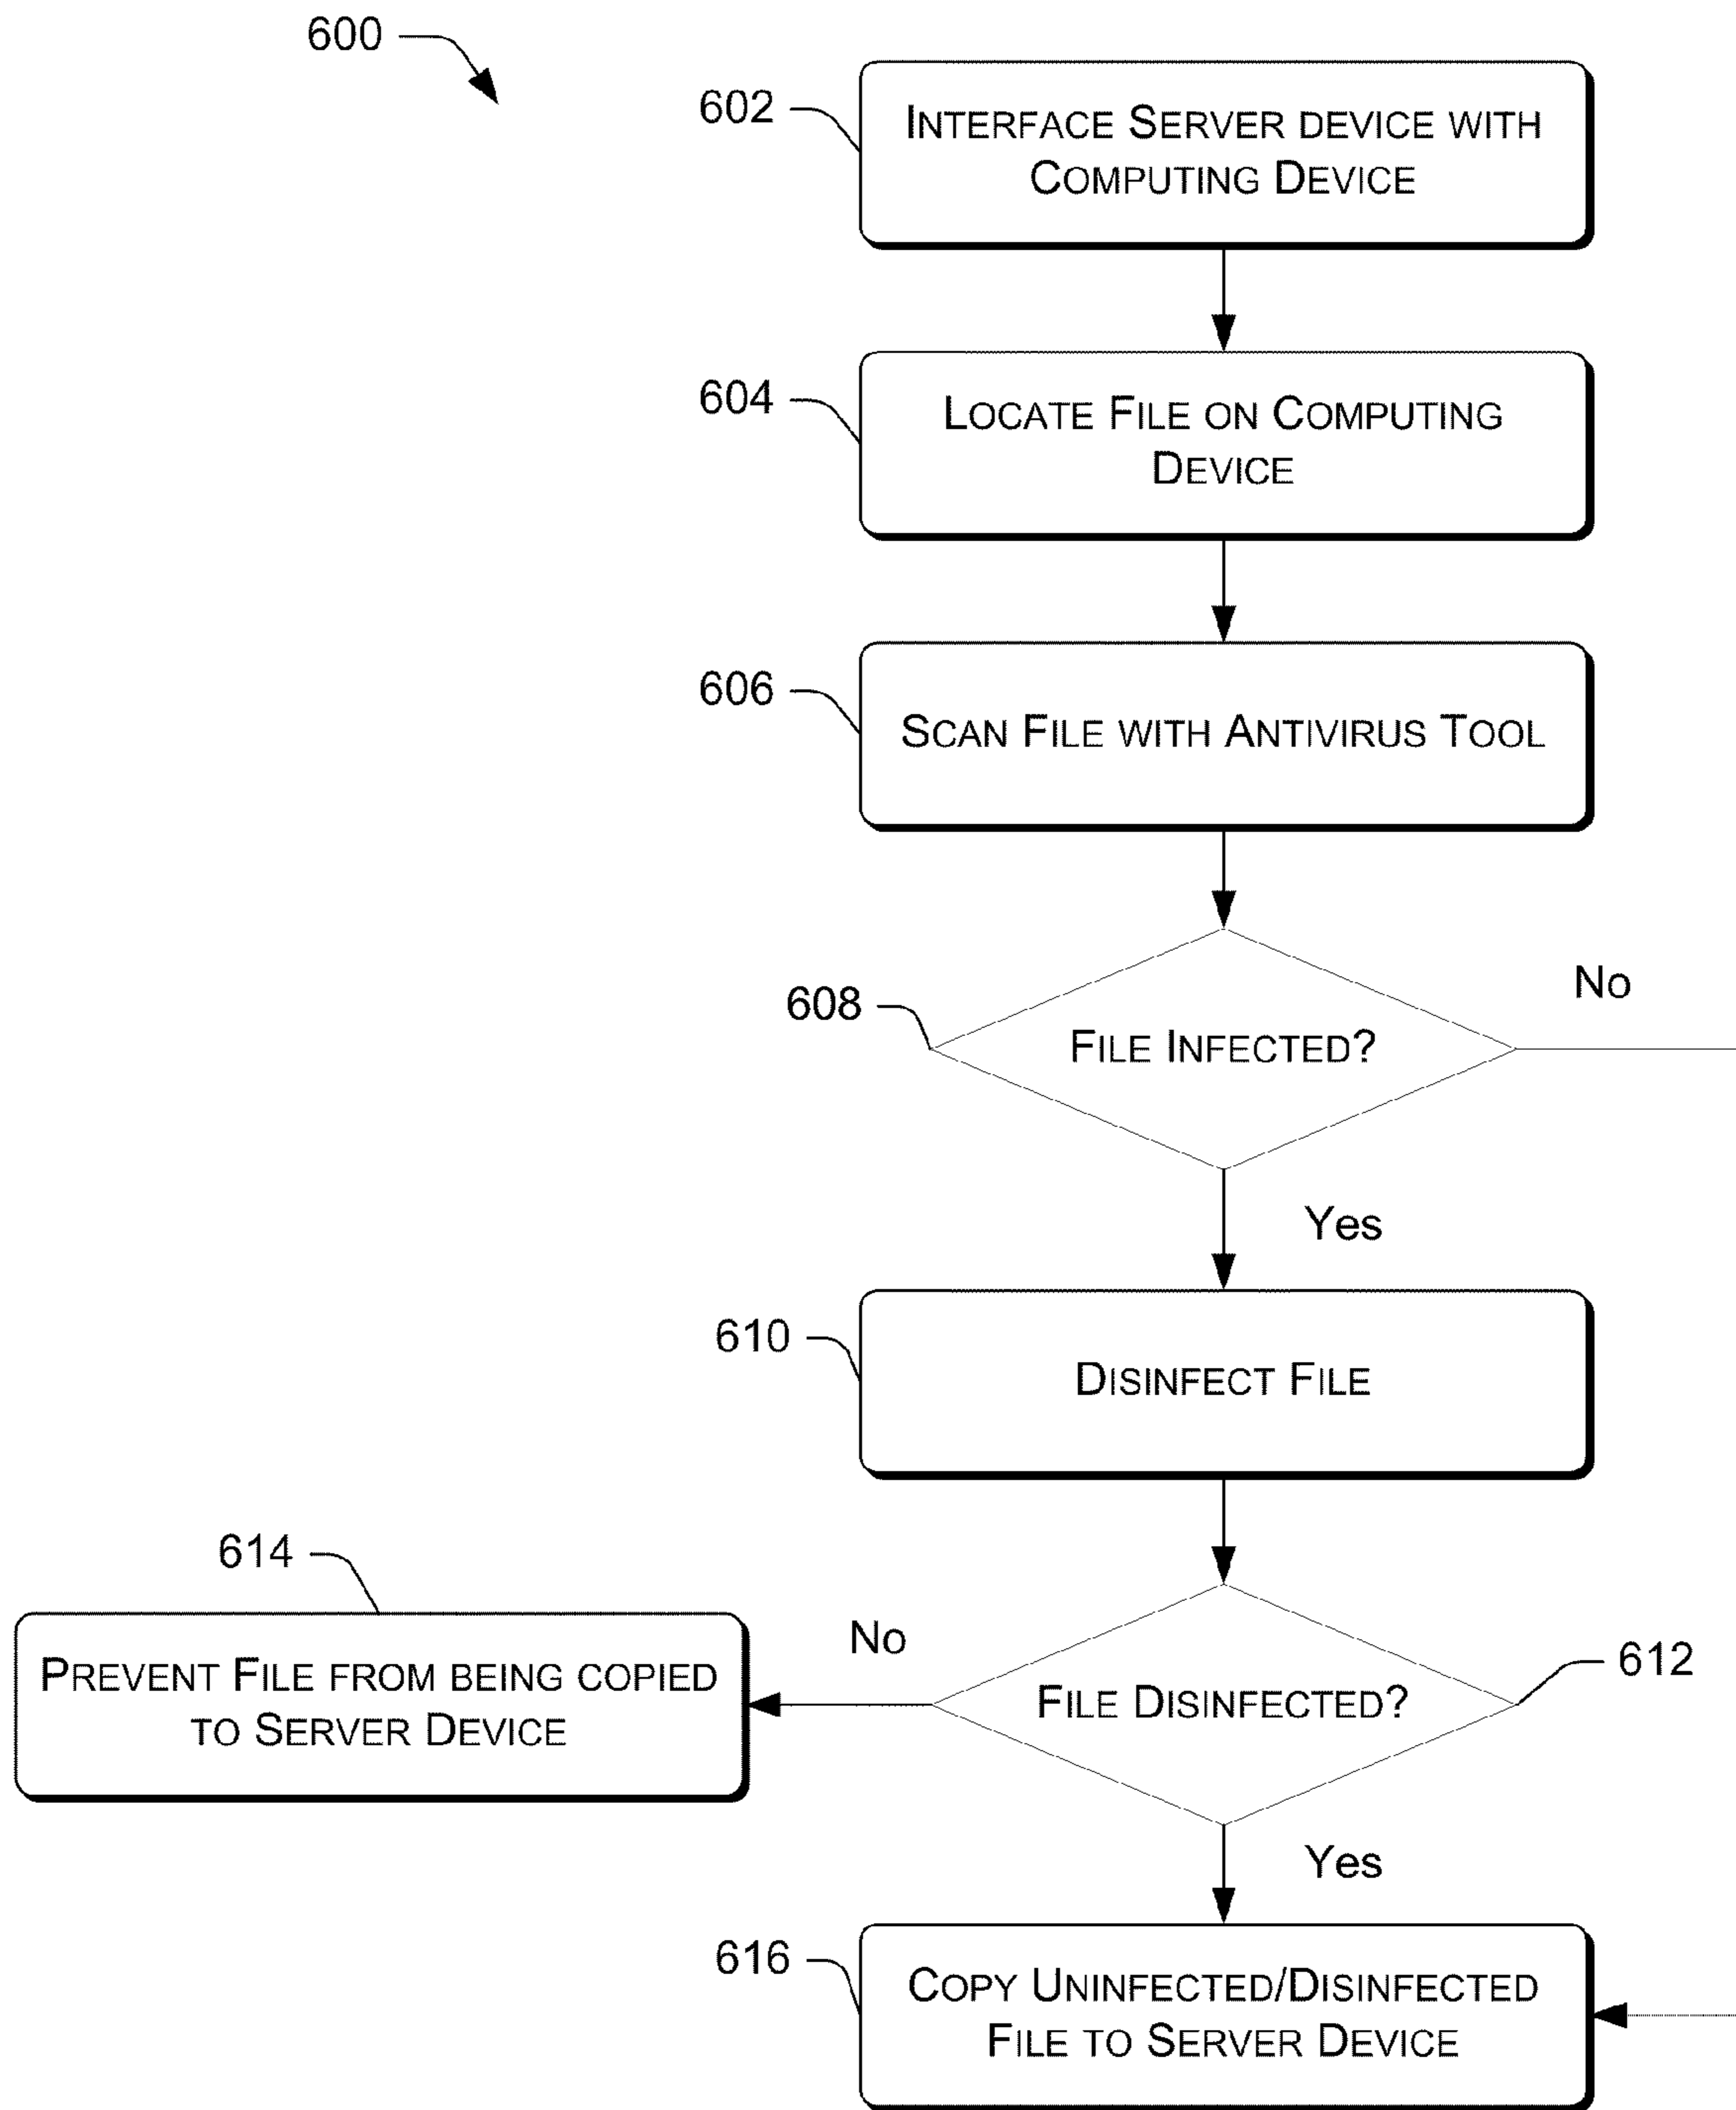 600
602
INTERFACE SERVER DEVICE WITH
COMPUTING DEVICE
604
LOCATE FILE ON COMPUTING
DEVICE
606
SCAN FILE WITH ANTIVIRUS TOOL
608
FILE INFECTED?
No
Yes
610
DISINFECT FILE
614
PREVENT FILE FROM BEING COPIED
TO SERVER DEVICE
No
FILE DISINFECTED?
612
Yes
616
COPY UNINFECTED/DISINFECTED
FILE TO SERVER DEVICE